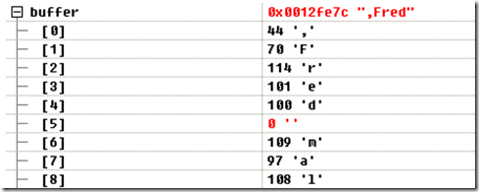 buffer 0x0012fe7c ",Fred"
[0] 44 ','
[1] 70 'F'
[2] 114 'r'
[3] 101 'e'
[4] 100 'd'
[5] 0 ''
[6] 109 'm'
[7] 97 'a'
[8] 108 'l'